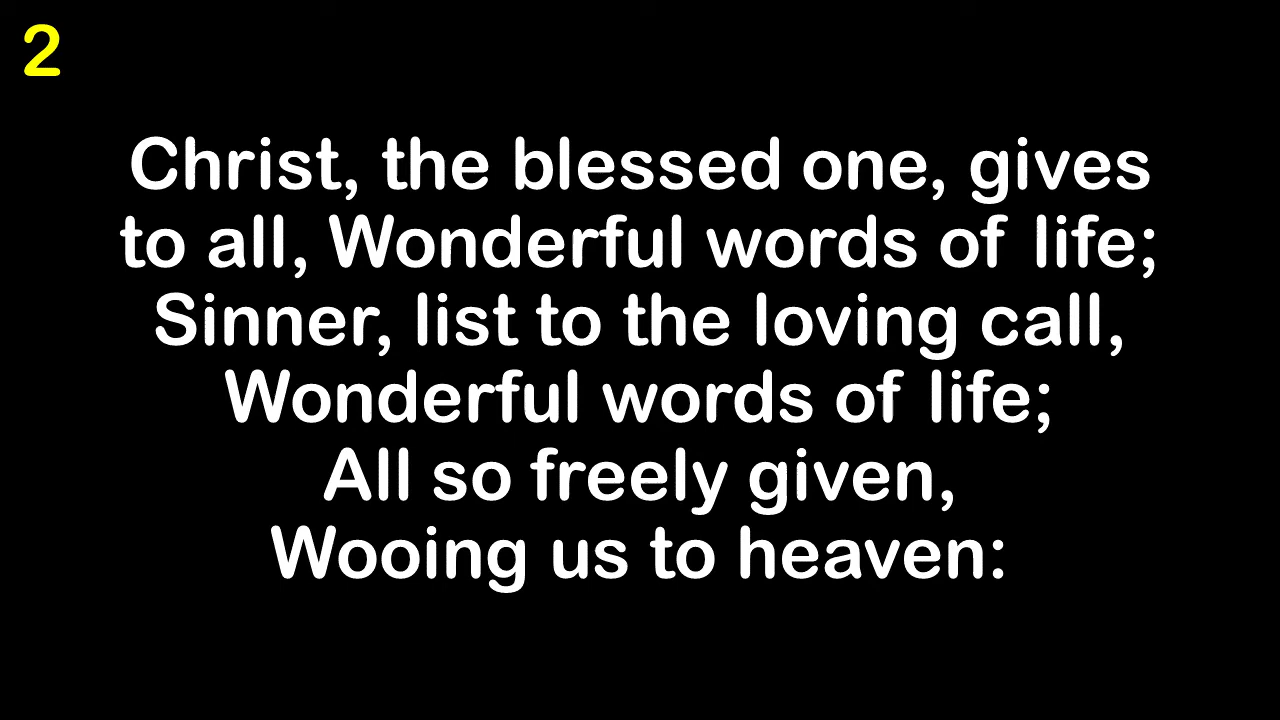 2
Christ, the blessed one, gives
to all, Wonderful words of life;
Sinner, list to the loving call,
Wonderful words of life;
All so freely given,
Wooing us to heaven: